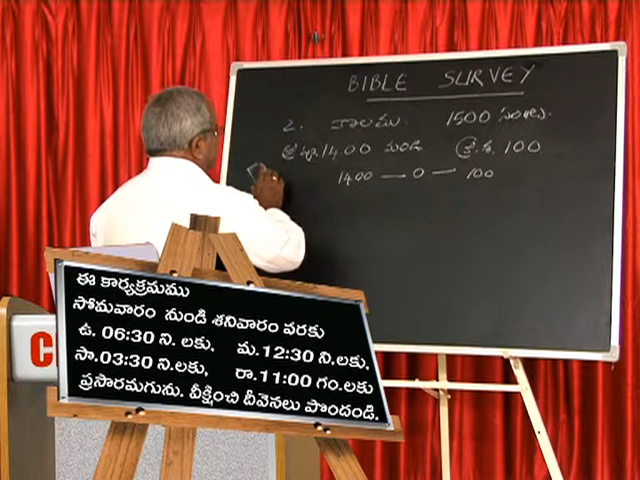 BIBLE SURVEY
2. కాలము. 1500 సంలు.
క్రీ.పూ.1400 నుండి క్రీ.శ. 100
1400 — 0 — 100
ఈ కార్యక్రమము
సోమవారం నుండి శనివారం వరకు
ఉ. 06:30 ని. లకు, మ.12:30 ని.లకు,
సా.03:30 ని.లకు, రా.11:00 గం.లకు
ప్రసారమగును. వీక్షించి దీవెనలు పొందండి.
C